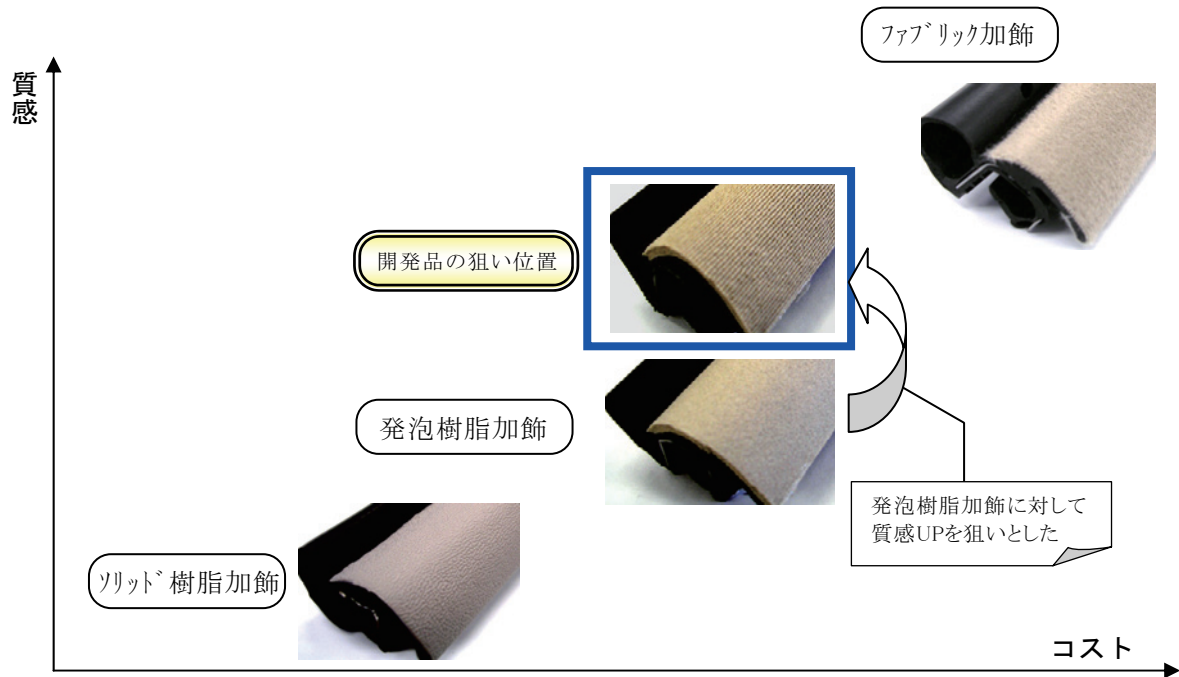 ﾌｧﾌﾞﾘｯｸ加飾
質感
開発品の狙い位置
発泡樹脂加飾
発泡樹脂加飾に対して
質感UPを狙いとした
ｿﾘｯﾄﾞ樹脂加飾
コスト